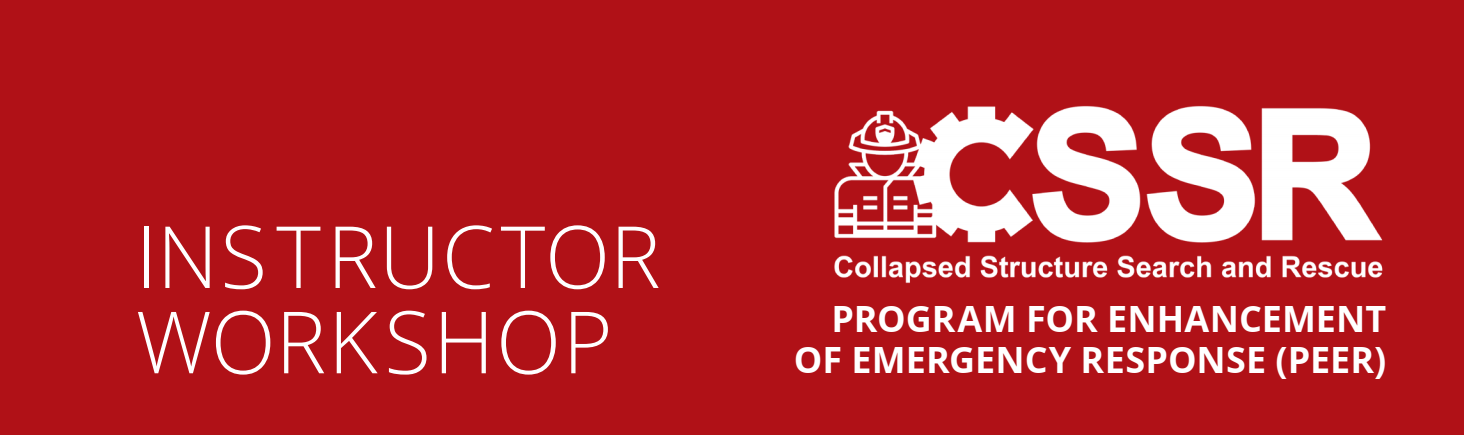 INSTRUCTOR
WORKSHOP
CSSR
Collapsed Structure Search and Rescue
PROGRAM FOR ENHANCEMENT
OF EMERGENCY RESPONSE (PEER)